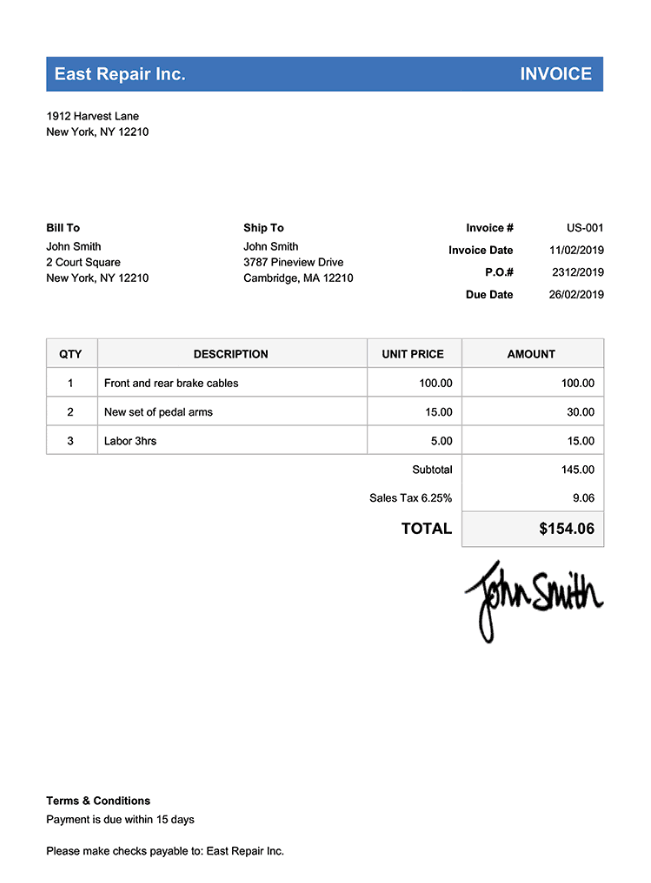 East Repair Inc. INVOICE
1912 Harvest Lane
New York, NY 12210
Bill To
John Smith
2 Court Square
New York, NY 12210
Ship To
John Smith
3787 Pineview Drive
Cambridge, MA 12210
Invoice # US-001
Invoice Date 11/02/2019
P.O.# 2312/2019
Due Date 26/02/2019
QTY DESCRIPTION UNIT PRICE AMOUNT
1 Front and rear brake cables 100.00 100.00
2 New set of pedal arms 15.00 30.00
3 Labor 3hrs 5.00 15.00
Subtotal 145.00
Sales Tax 6.25% 9.06
TOTAL $154.06
John Smith
Terms & Conditions
Payment is due within 15 days
Please make checks payable to: East Repair Inc.